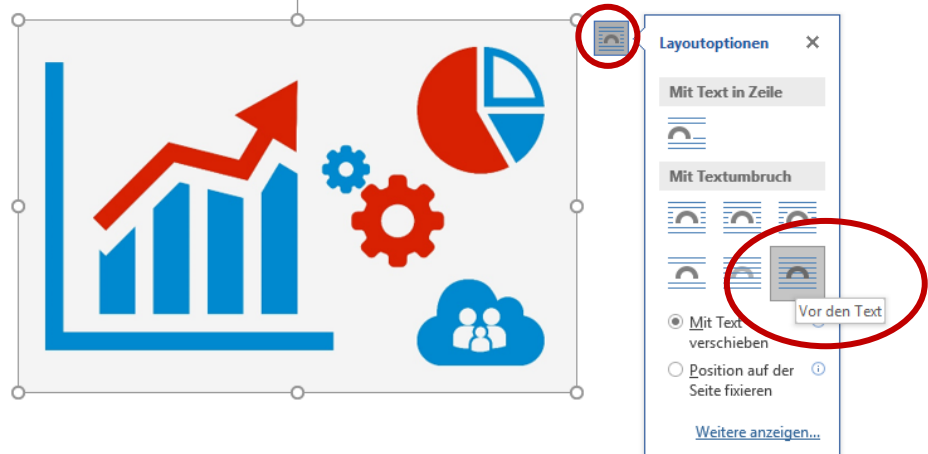 Layoutoptionen
Mit Text in Zeile
Mit Textumbruch
Vor den Text
Mit Text
verschieben
Position auf der
Seite fixieren
Weitere anzeigen...